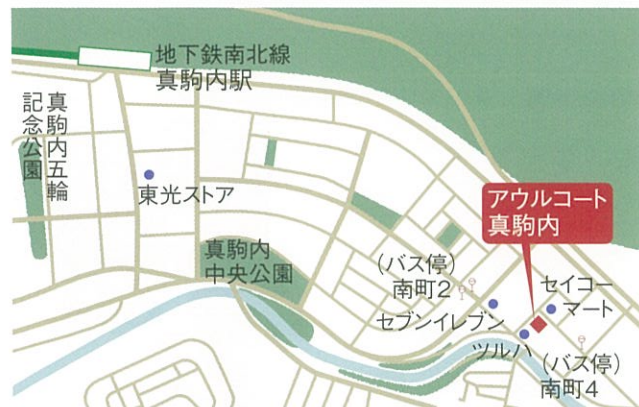 地下鉄南北線
真駒内駅
真駒内五輪
記念公園
東光ストア
アウルコート
真駒内
真駒内
中央公園
(バス停)
南町2
セイコー
マート
セブンイレブン
ツルハ
(バス停)
南町4